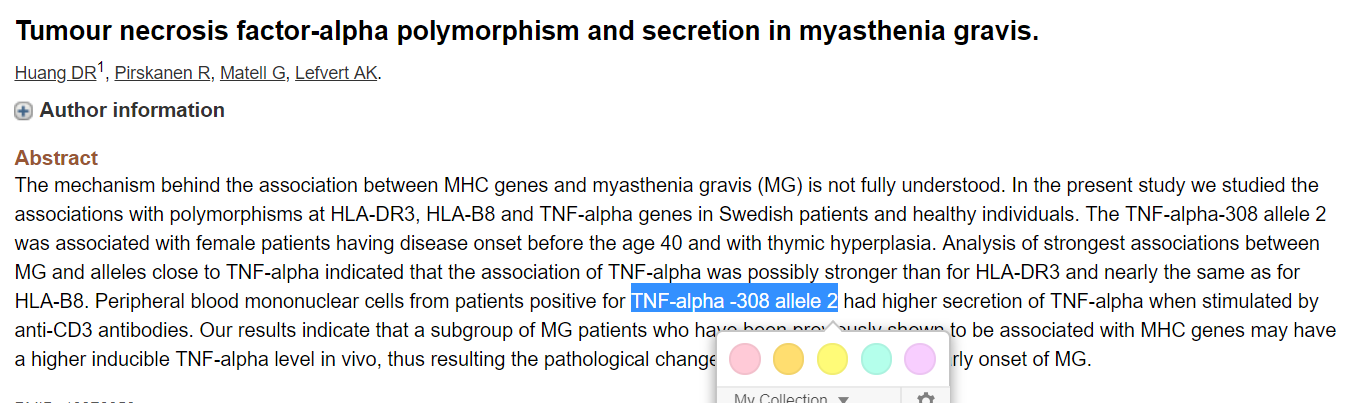 Tumour necrosis factor-alpha polymorphism and secretion in myasthenia gravis.
Huang DR1, Pirskanen R, Matell G, Lefvert AK.
Author information
Abstract
The mechanism behind the association between MHC genes and myasthenia gravis (MG) is not fully understood. In the present study we studied the
associations with polymorphisms at HLA-DR3, HLA-B8 and TNF-alpha genes in Swedish patients and healthy individuals. The TNF-alpha-308 allele 2
was associated with female patients having disease onset before the age 40 and with thymic hyperplasia. Analysis of strongest associations between
MG and alleles close to TNF-alpha indicated that the association of TNF-alpha was possibly stronger than for HLA-DR3 and nearly the same as for
HLA-B8. Peripheral blood mononuclear cells from patients positive for TNF-alpha -308 allele 2 had higher secretion of TNF-alpha when stimulated by
anti-CD3 antibodies. Our results indicate that a subgroup of MG patients who have been previously shown to be associated with MHC genes may have
a higher inducible TNF-alpha level in vivo, thus resulting the pathological change rly onset of MG.
My Collection